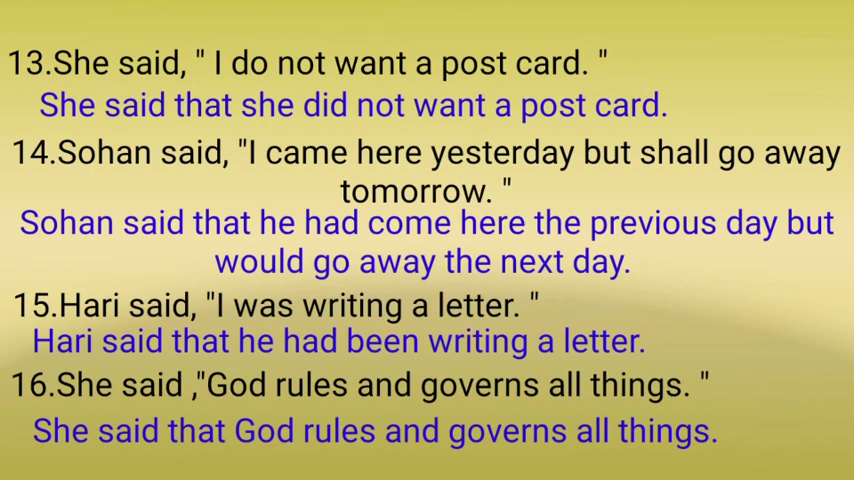 13.She said, " I do not want a post card. "
She said that she did not want a post card.
14.Sohan said, "I came here yesterday but shall go away
tomorrow. "
Sohan said that he had come here the previous day but
would go away the next day.
15.Hari said, "I was writing a letter. "
Hari said that he had been writing a letter.
16.She said ,"God rules and governs all things. "
She said that God rules and governs all things.